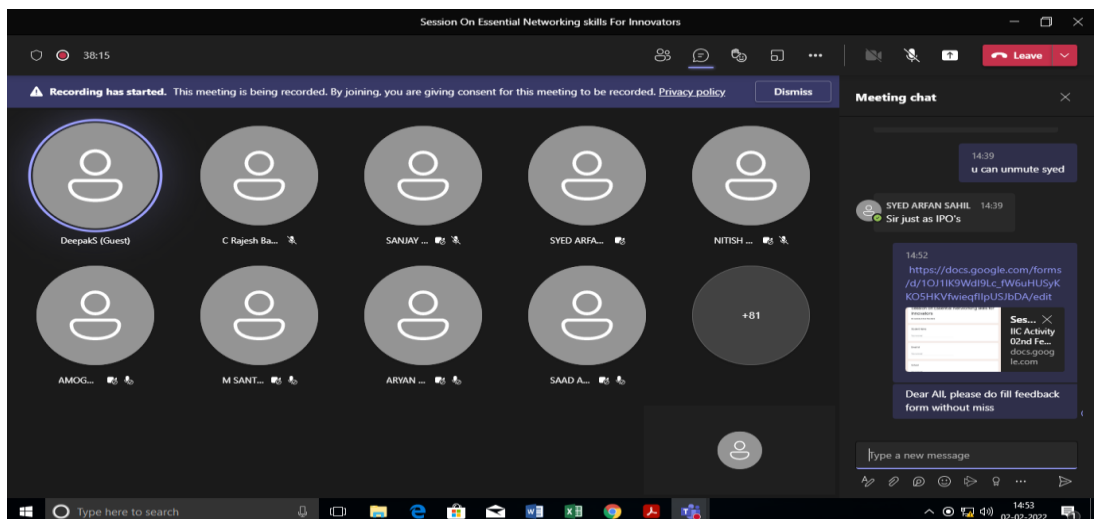 Session On Essential Networking skills For Innovators
38:15
Leave
Recording has started. This meeting is being recorded. By joining, you are giving consent for this meeting to be recorded. Privacy policy
Dismiss
DeepakS (Guest)
C Rajesh Ba...
SANJAY ...
SYED ARFA...
NITISH ...
AMOG...
M SANT...
ARYAN ...
SAAD A...
+81
Meeting chat
14:39
u can unmute syed
SYED ARFAN SAHIL 14:39
Sir just as IPO's
14:52
https://docs.google.com/forms
Ses...
IIC Activity
02nd Fe...
docs.goog
le.com
Dear All, please do fill feedback
form without miss
Type a new message
Type here to search
14:53
02-02-2022